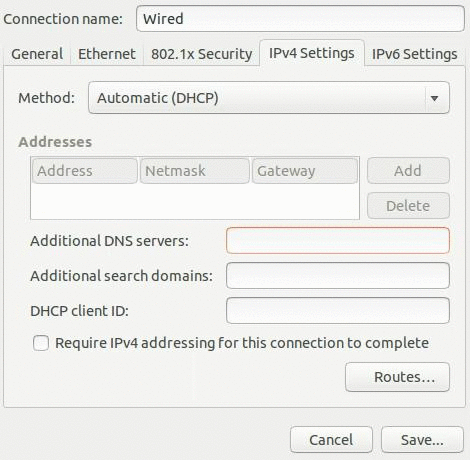 Connection name: Wired
General Ethernet 802.1x Security IPv4 Settings IPv6 Settings
Method: Automatic (DHCP)
Addresses
Address Netmask Gateway Add
Delete
Additional DNS servers:
Additional search domains:
DHCP client ID:
Require IPv4 addressing for this connection to complete
Routes...
Cancel Save...